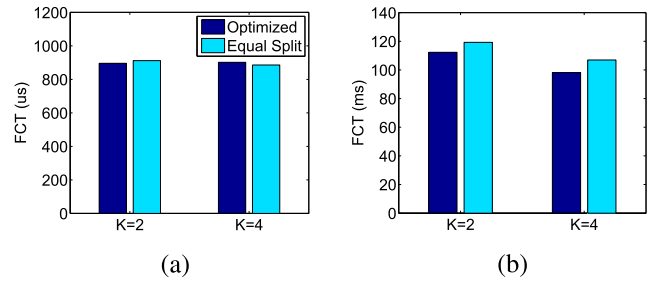 1200
1000
800
600
400
200
0
FCT (us)
Optimized
Equal Split
K=2
K=4
(a)
140
120
100
80
60
40
20
0
FCT (ms)
K=2
K=4
(b)